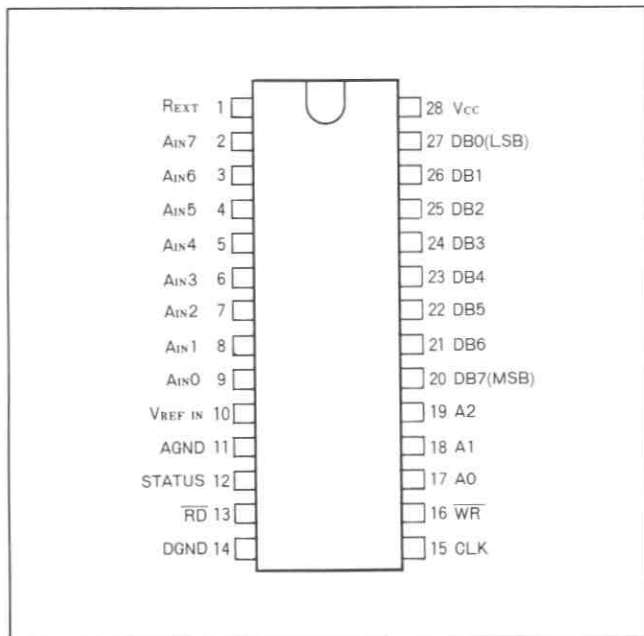 REXT 1 28 VCC
AIN7 2 27 DB0(LSB)
AIN6 3 26 DB1
AIN5 4 25 DB2
AIN4 5 24 DB3
AIN3 6 23 DB4
AIN2 7 22 DB5
AIN1 8 21 DB6
AIN0 9 20 DB7(MSB)
VREF IN 10 19 A2
AGND 11 18 A1
STATUS 12 17 A0
R̅D̅ 13 16 W̅R̅
DGND 14 15 CLK